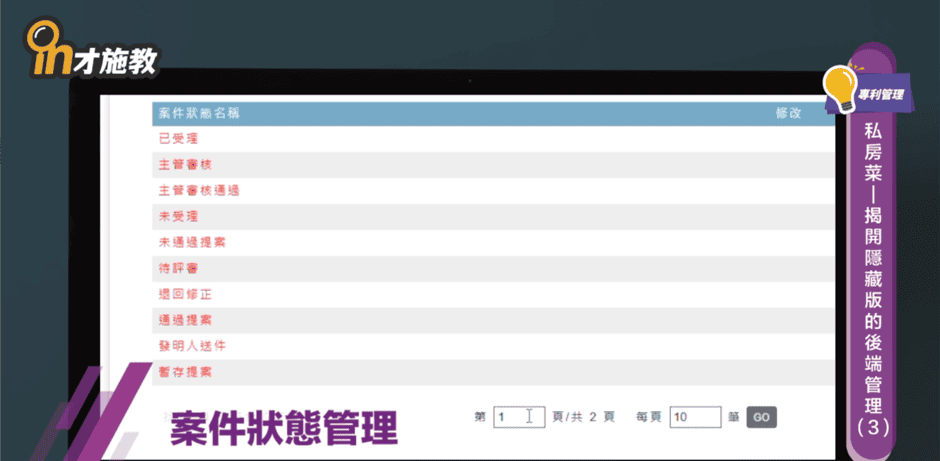 in才施教
專利管理
私房菜—揭開隱藏版的後端管理(3)
案件狀態名稱 修改
已受理
主管審核
主管審核通過
未受理
未通過提案
待評審
退回修正
通過提案
發明人送件
暫存提案
第 1 頁/共 2 頁 每頁 10 筆 GO
案件狀態管理